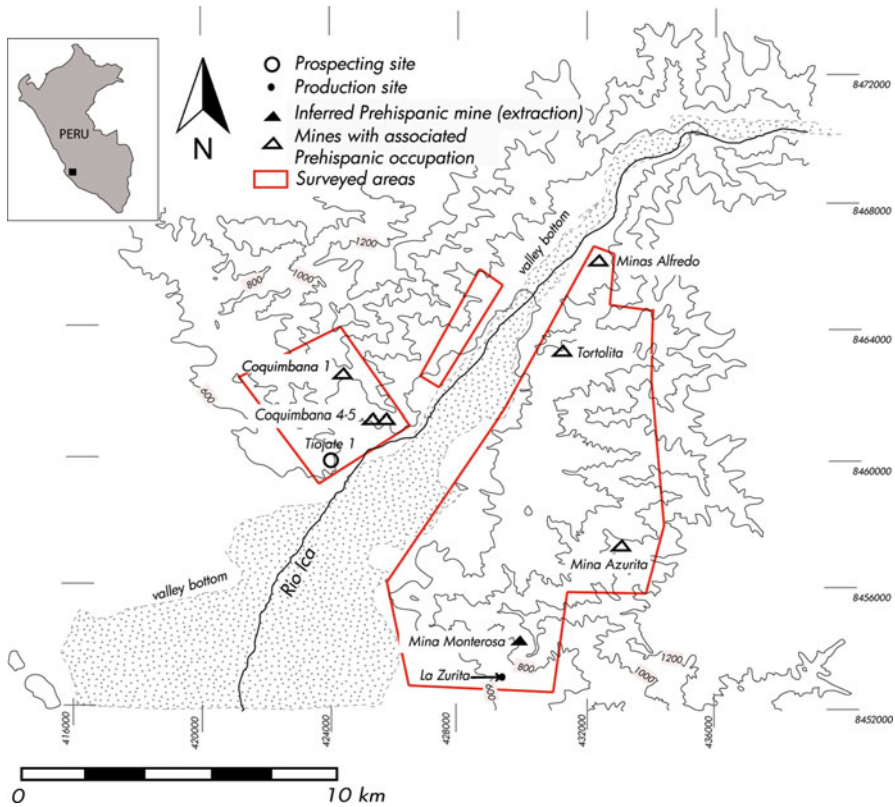 PERU
N
Prospecting site
Production site
Inferred Prehispanic mine (extraction)
Mines with associated
Prehispanic occupation
Surveyed areas
8472000
8468000
8464000
8460000
8456000
8452000
valley bottom
1200
1000
800
600
Minas Alfredo
Tortolita
Coquimbana 1
Coquimbana 4-5
Tiojate 1
Mina Azurita
valley bottom
Rio Ica
Mina Monterosa
800
La Zurita
600
1200
1000
416000
420000
424000
428000
432000
436000
0
10 km